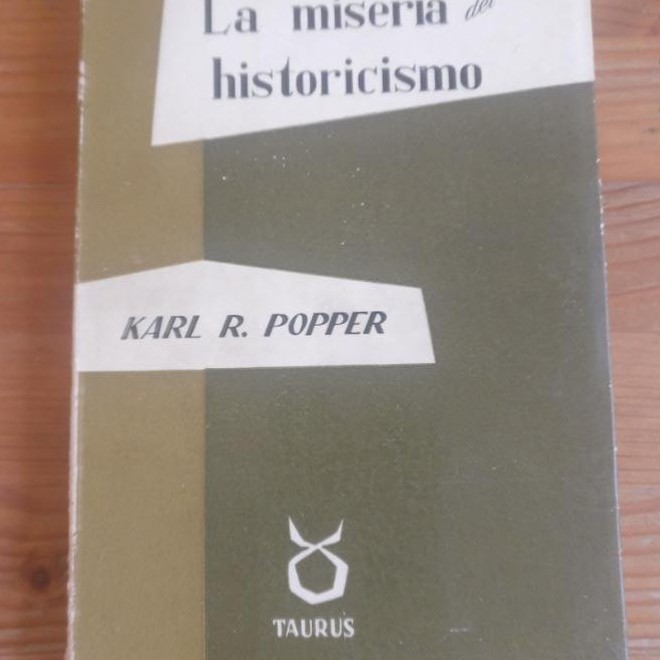 La miseria del
historicismo
KARL R. POPPER
TAURUS